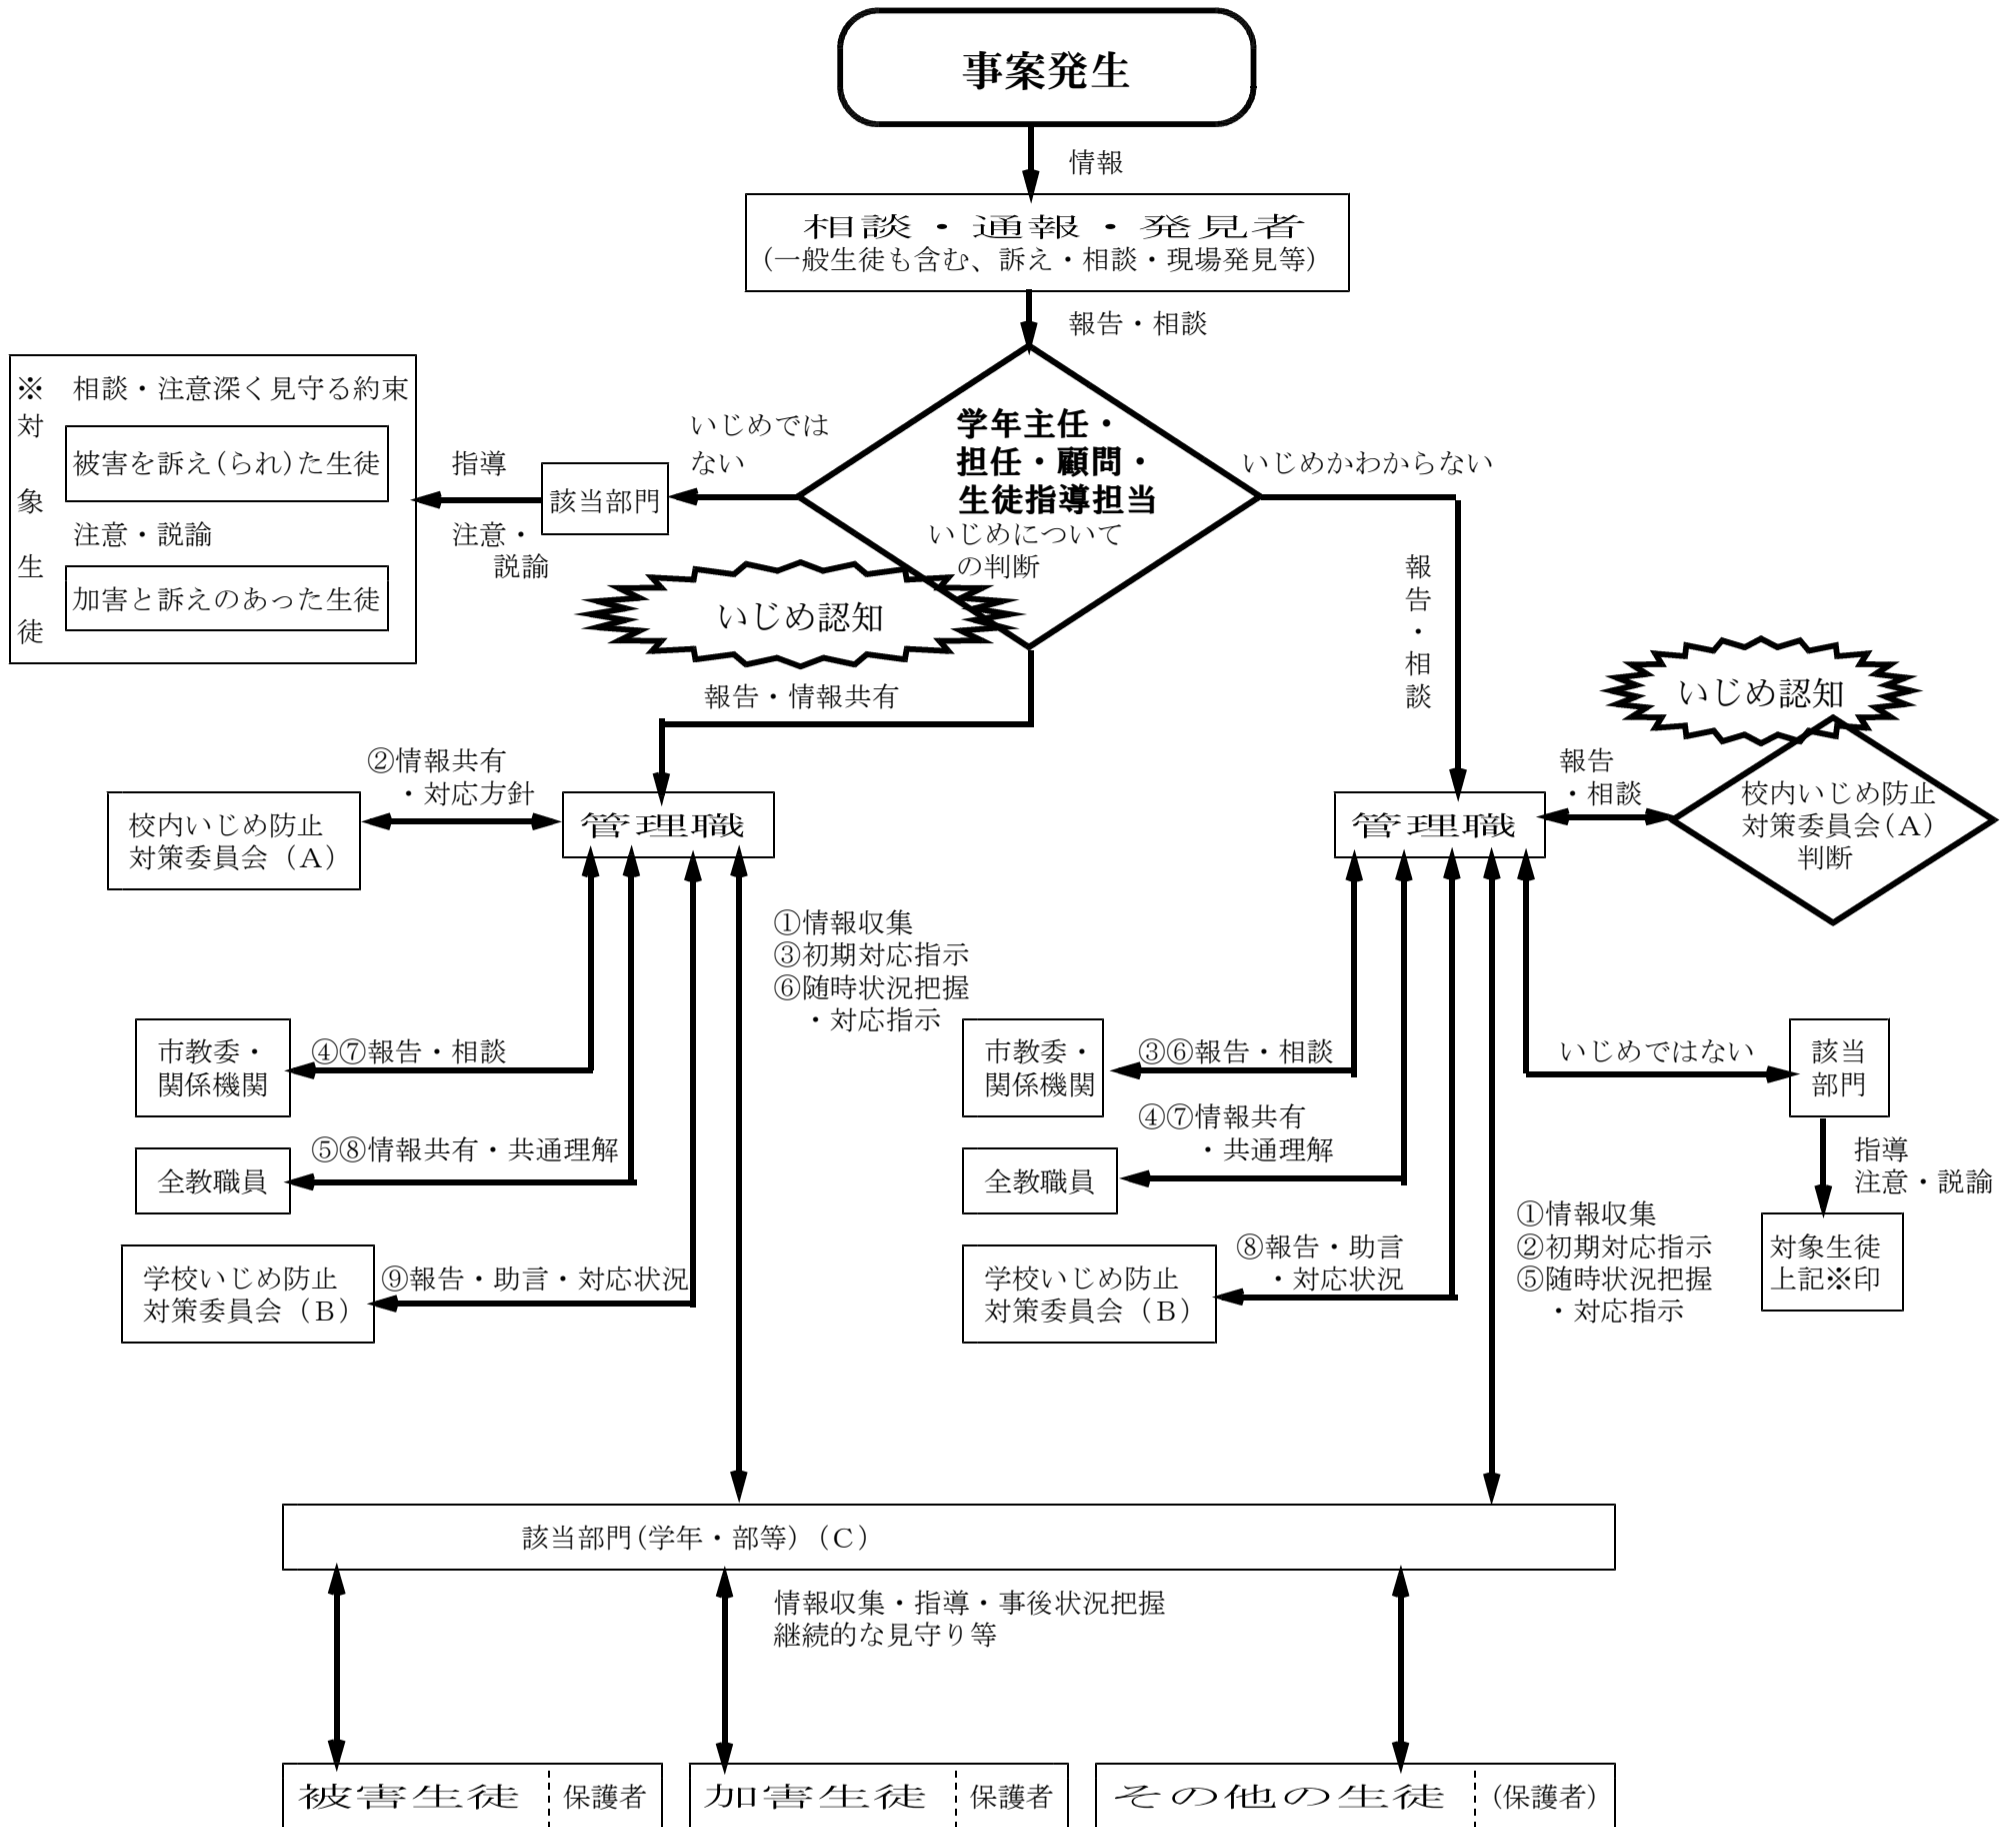 事案発生
情報
相談・通報・発見者
（一般生徒も含む、訴え・相談・現場発見等）
報告・相談
※
対
象
生
徒
相談・注意深く見守る約束
被害を訴え(られ)た生徒
注意・説諭
加害と訴えのあった生徒
指導
注意・
説諭
該当部門
いじめでは
ない
学年主任・
担任・顧問・
生徒指導担当
いじめについて
の判断
いじめかわからない
いじめ認知
報告・情報共有
報
告
・
相
談
いじめ認知
②情報共有
・対応方針
校内いじめ防止
対策委員会（Ａ）
管理職
管理職
報告
・相談
校内いじめ防止
対策委員会(Ａ)
判断
①情報収集
③初期対応指示
⑥随時状況把握
・対応指示
市教委・
関係機関
④⑦報告・相談
全教職員
⑤⑧情報共有・共通理解
学校いじめ防止
対策委員会（Ｂ）
⑨報告・助言・対応状況
市教委・
関係機関
③⑥報告・相談
④⑦情報共有
・共通理解
全教職員
学校いじめ防止
対策委員会（Ｂ）
⑧報告・助言
・対応状況
いじめではない
該当
部門
指導
注意・説諭
対象生徒
上記※印
①情報収集
②初期対応指示
⑤随時状況把握
・対応指示
該当部門(学年・部等)（Ｃ）
情報収集・指導・事後状況把握
継続的な見守り等
被害生徒 保護者
加害生徒 保護者
その他の生徒 (保護者)